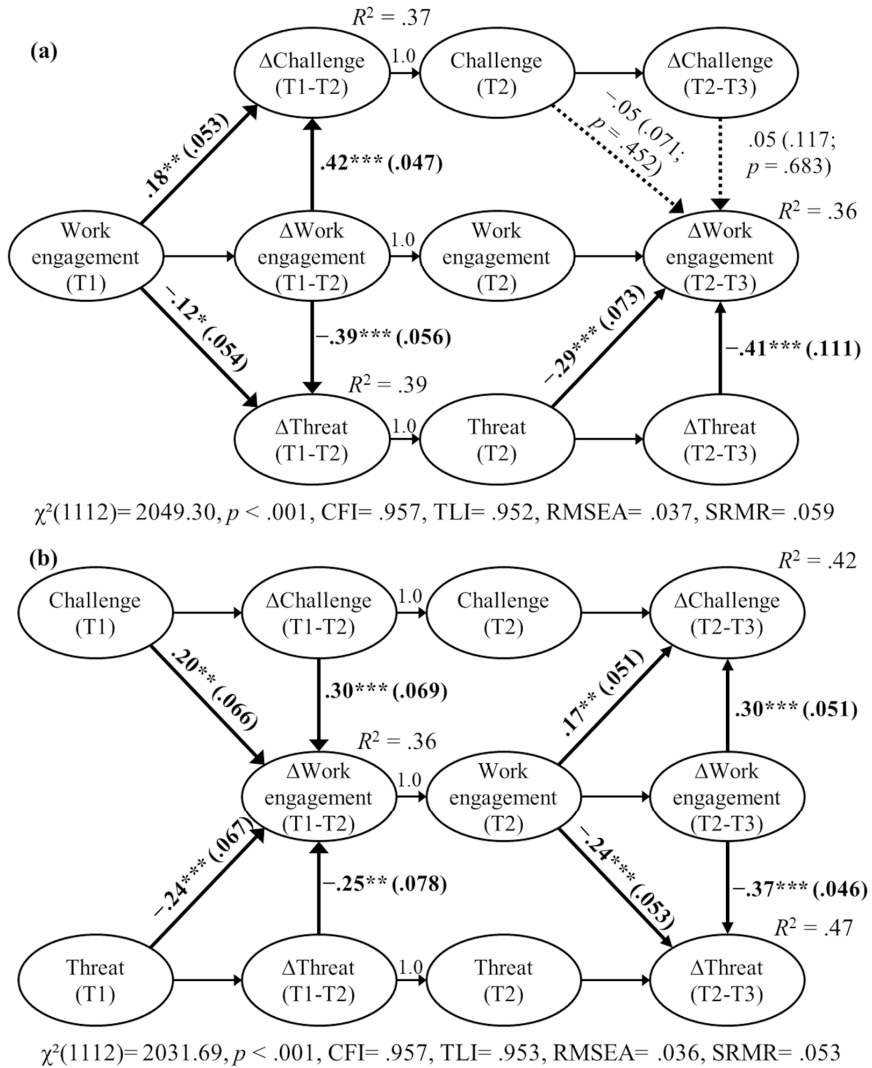 (a)
R² = .37
ΔChallenge
(T1-T2)
1.0
Challenge
(T2)
ΔChallenge
(T2-T3)
.18** (.053)
.42*** (.047)
−.05 (.071;
p = .452)
.05 (.117;
p = .683)
R² = .36
Work
engagement
(T1)
ΔWork
engagement
(T1-T2)
1.0
Work
engagement
(T2)
ΔWork
engagement
(T2-T3)
−.12* (.054)
−.39*** (.056)
−.29*** (.073)
−.41*** (.111)
R² = .39
ΔThreat
(T1-T2)
1.0
Threat
(T2)
ΔThreat
(T2-T3)
χ²(1112)= 2049.30, p < .001, CFI= .957, TLI= .952, RMSEA= .037, SRMR= .059
(b)
R² = .42
Challenge
(T1)
ΔChallenge
(T1-T2)
1.0
Challenge
(T2)
ΔChallenge
(T2-T3)
.20** (.066)
.30*** (.069)
.17** (.051)
.30*** (.051)
R² = .36
ΔWork
engagement
(T1-T2)
1.0
Work
engagement
(T2)
ΔWork
engagement
(T2-T3)
−.24*** (.067)
−.25** (.078)
−.24*** (.053)
−.37*** (.046)
R² = .47
Threat
(T1)
ΔThreat
(T1-T2)
1.0
Threat
(T2)
ΔThreat
(T2-T3)
χ²(1112)= 2031.69, p < .001, CFI= .957, TLI= .953, RMSEA= .036, SRMR= .053